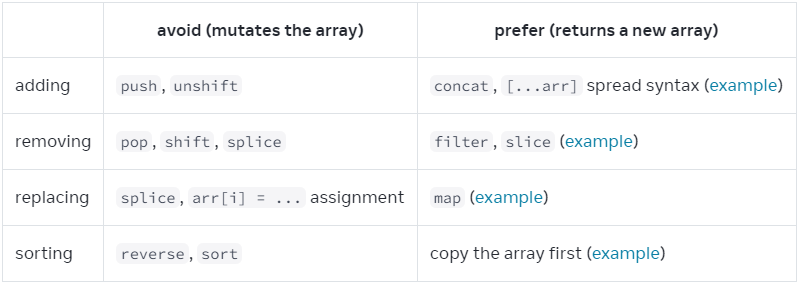 avoid (mutates the array) prefer (returns a new array)
adding push, unshift concat, [...arr] spread syntax (example)
removing pop, shift, splice filter, slice (example)
replacing splice, arr[i] = ... assignment map (example)
sorting reverse, sort copy the array first (example)